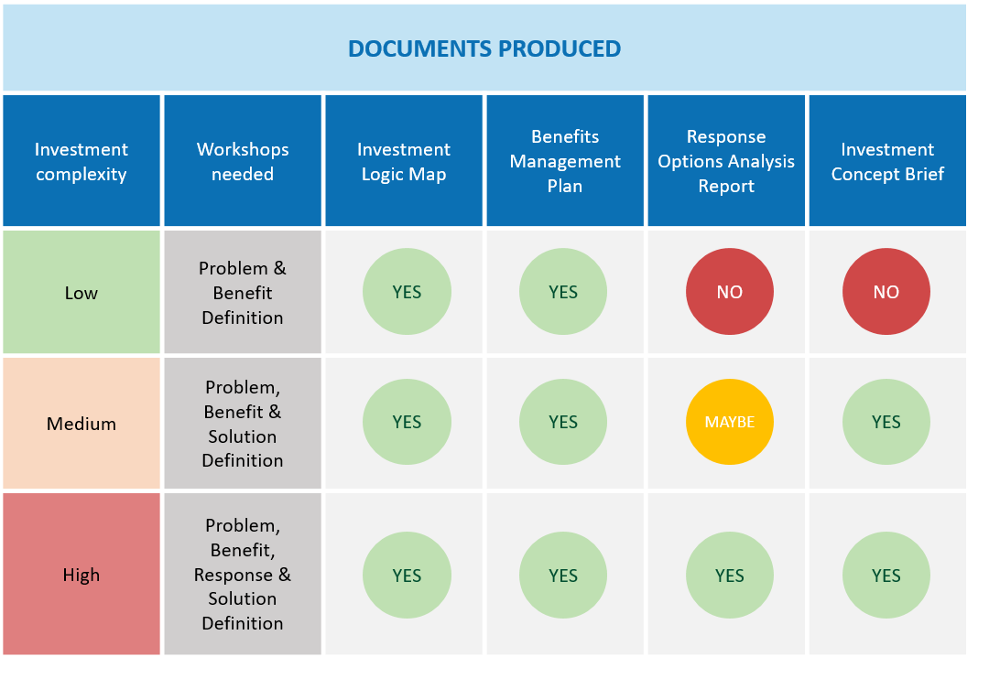 DOCUMENTS PRODUCED
Investment
complexity
Workshops
needed
Investment
Logic Map
Benefits
Management
Plan
Response
Options Analysis
Report
Investment
Concept Brief
Low
Problem &
Benefit
Definition
YES
YES
NO
NO
Medium
Problem,
Benefit &
Solution
Definition
YES
YES
MAYBE
YES
High
Problem,
Benefit,
Response &
Solution
Definition
YES
YES
YES
YES